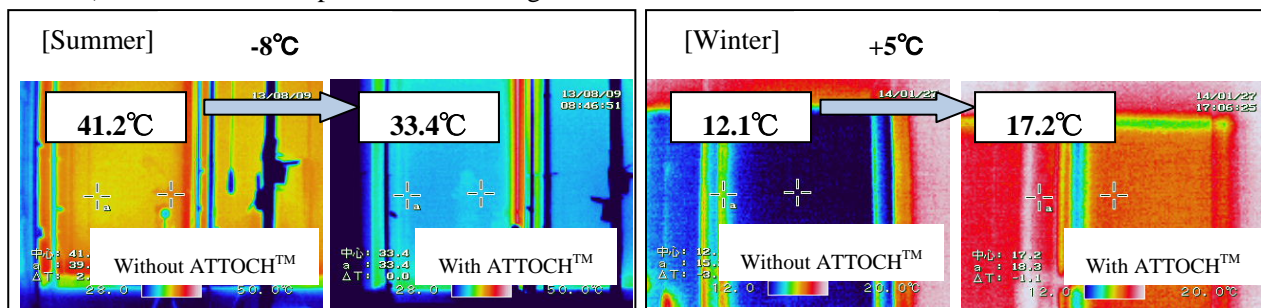 [Summer] -8℃
41.2℃
33.4℃
13/08/09
13/08/09
08:46:51
Without ATTOCH™
With ATTOCH™
中心: 41.
a : 39.
△T : 2.
28.0 50.0℃
中心: 33.4
a : 33.4
△T : 0.0
28.0 50.0℃
[Winter] +5℃
12.1℃
17.2℃
14/01/27
14/01/27
17:06:25
Without ATTOCH™
With ATTOCH™
中心: 12.
a : 15.
△T : -3.
12.0 20.0℃
中心: 17.2
a : 18.3
△T : -1.1
12.0 20.0℃